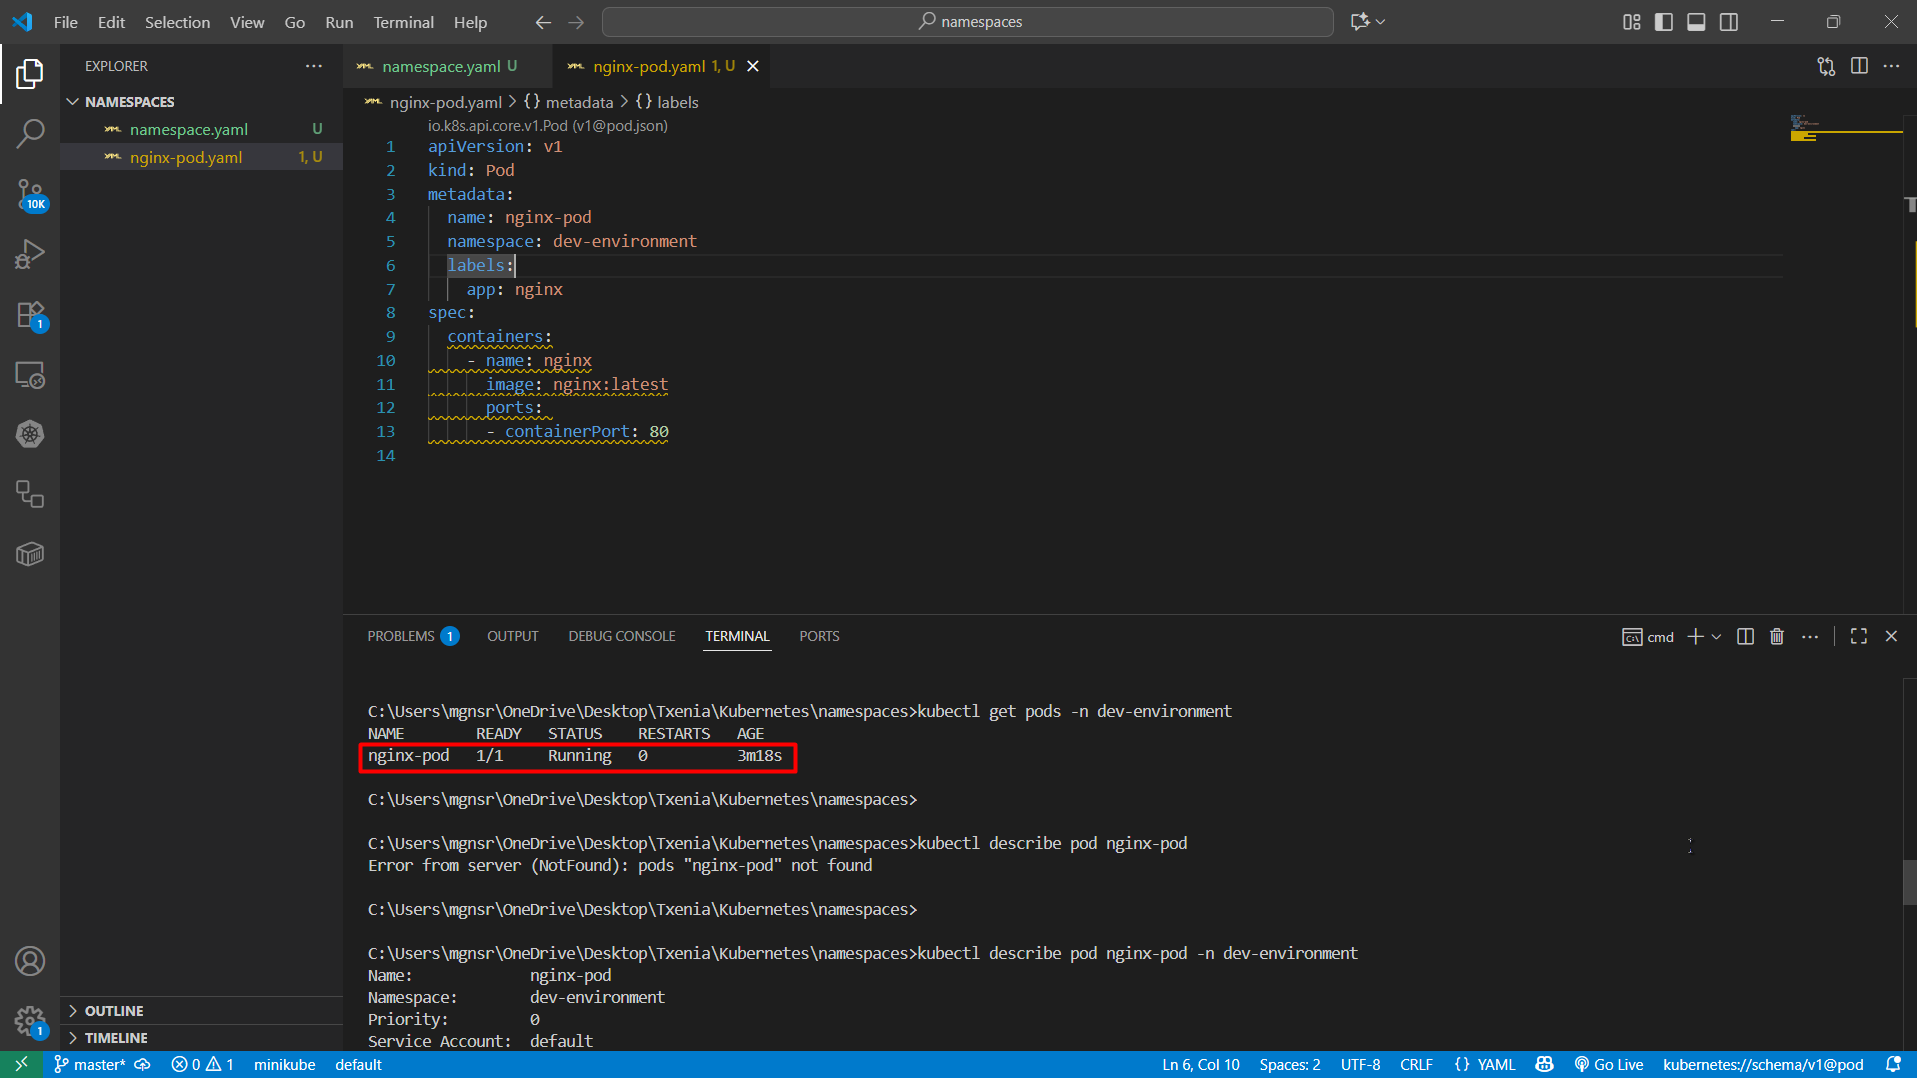 File Edit Selection View Go Run Terminal Help
namespaces
EXPLORER
NAMESPACES
namespace.yaml U
nginx-pod.yaml 1, U
10K
1
1
namespace.yaml U
nginx-pod.yaml 1, U
nginx-pod.yaml > {} metadata > {} labels
io.k8s.api.core.v1.Pod (v1@pod.json)
1 apiVersion: v1
2 kind: Pod
3 metadata:
4 name: nginx-pod
5 namespace: dev-environment
6 labels:
7 app: nginx
8 spec:
9 containers:
10 - name: nginx
11 image: nginx:latest
12 ports:
13 - containerPort: 80
14
PROBLEMS 1 OUTPUT DEBUG CONSOLE TERMINAL PORTS
cmd
C:\Users\mgnsr\OneDrive\Desktop\Txenia\Kubernetes\namespaces>kubectl get pods -n dev-environment
NAME READY STATUS RESTARTS AGE
nginx-pod 1/1 Running 0 3m18s
C:\Users\mgnsr\OneDrive\Desktop\Txenia\Kubernetes\namespaces>
C:\Users\mgnsr\OneDrive\Desktop\Txenia\Kubernetes\namespaces>kubectl describe pod nginx-pod
Error from server (NotFound): pods "nginx-pod" not found
C:\Users\mgnsr\OneDrive\Desktop\Txenia\Kubernetes\namespaces>
C:\Users\mgnsr\OneDrive\Desktop\Txenia\Kubernetes\namespaces>kubectl describe pod nginx-pod -n dev-environment
Name: nginx-pod
Namespace: dev-environment
Priority: 0
Service Account: default
OUTLINE
TIMELINE
master* 0 1 minikube default
Ln 6, Col 10 Spaces: 2 UTF-8 CRLF {} YAML Go Live kubernetes://schema/v1@pod